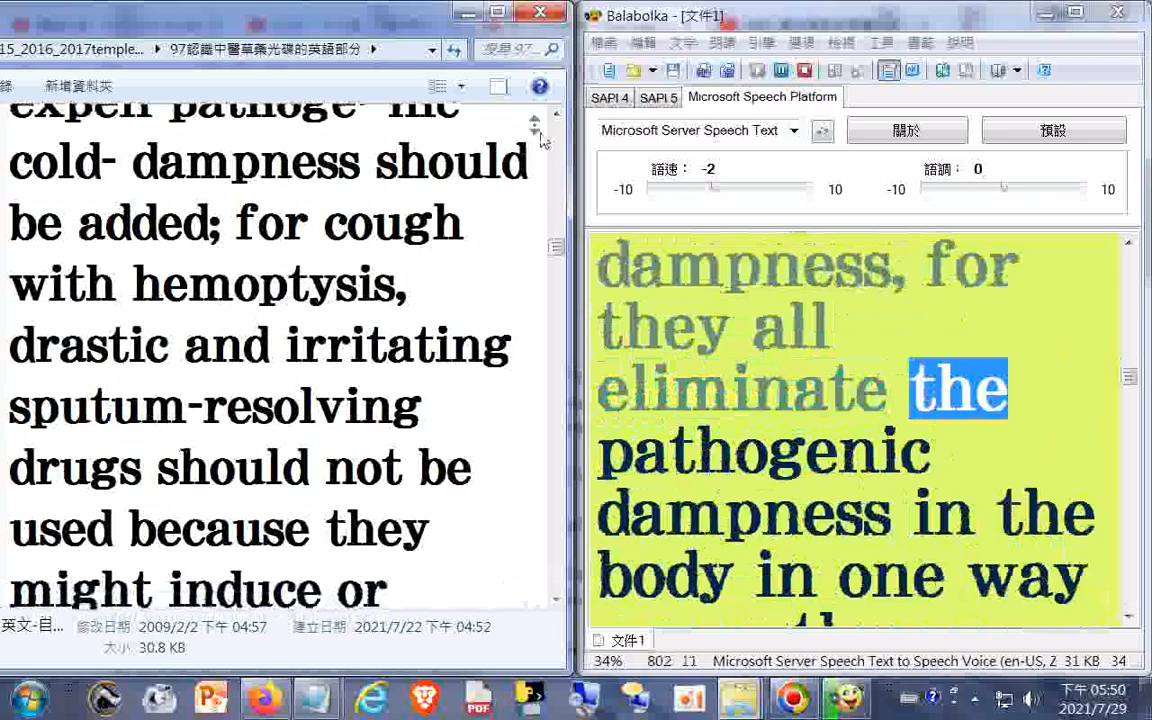 15_2016_2017temple...
97認識中醫草藥光碟的英語部分
搜尋 97...
錄
新增資料夾
expell pathoge- nic
cold- dampness should
be added; for cough
with hemoptysis,
drastic and irritating
sputum-resolving
drugs should not be
used because they
might induce or
英文-自...
修改日期 2009/2/2 下午 04:57
建立日期 2021/7/22 下午 04:52
大小 30.8 KB
Balabolka - [文件1]
檔案 編輯 文字 朗讀 引擎 選項 檢視 工具 書籤 說明
SAPI 4
SAPI 5
Microsoft Speech Platform
Microsoft Server Speech Text
關於
預設
語速： -2
語調： 0
-10
10
-10
10
dampness, for
they all
eliminate the
pathogenic
dampness in the
body in one way
文件1
34%
802: 11
Microsoft Server Speech Text to Speech Voice (en-US, Z
31 KB
34
PDF
下午 05:50
2021/7/29